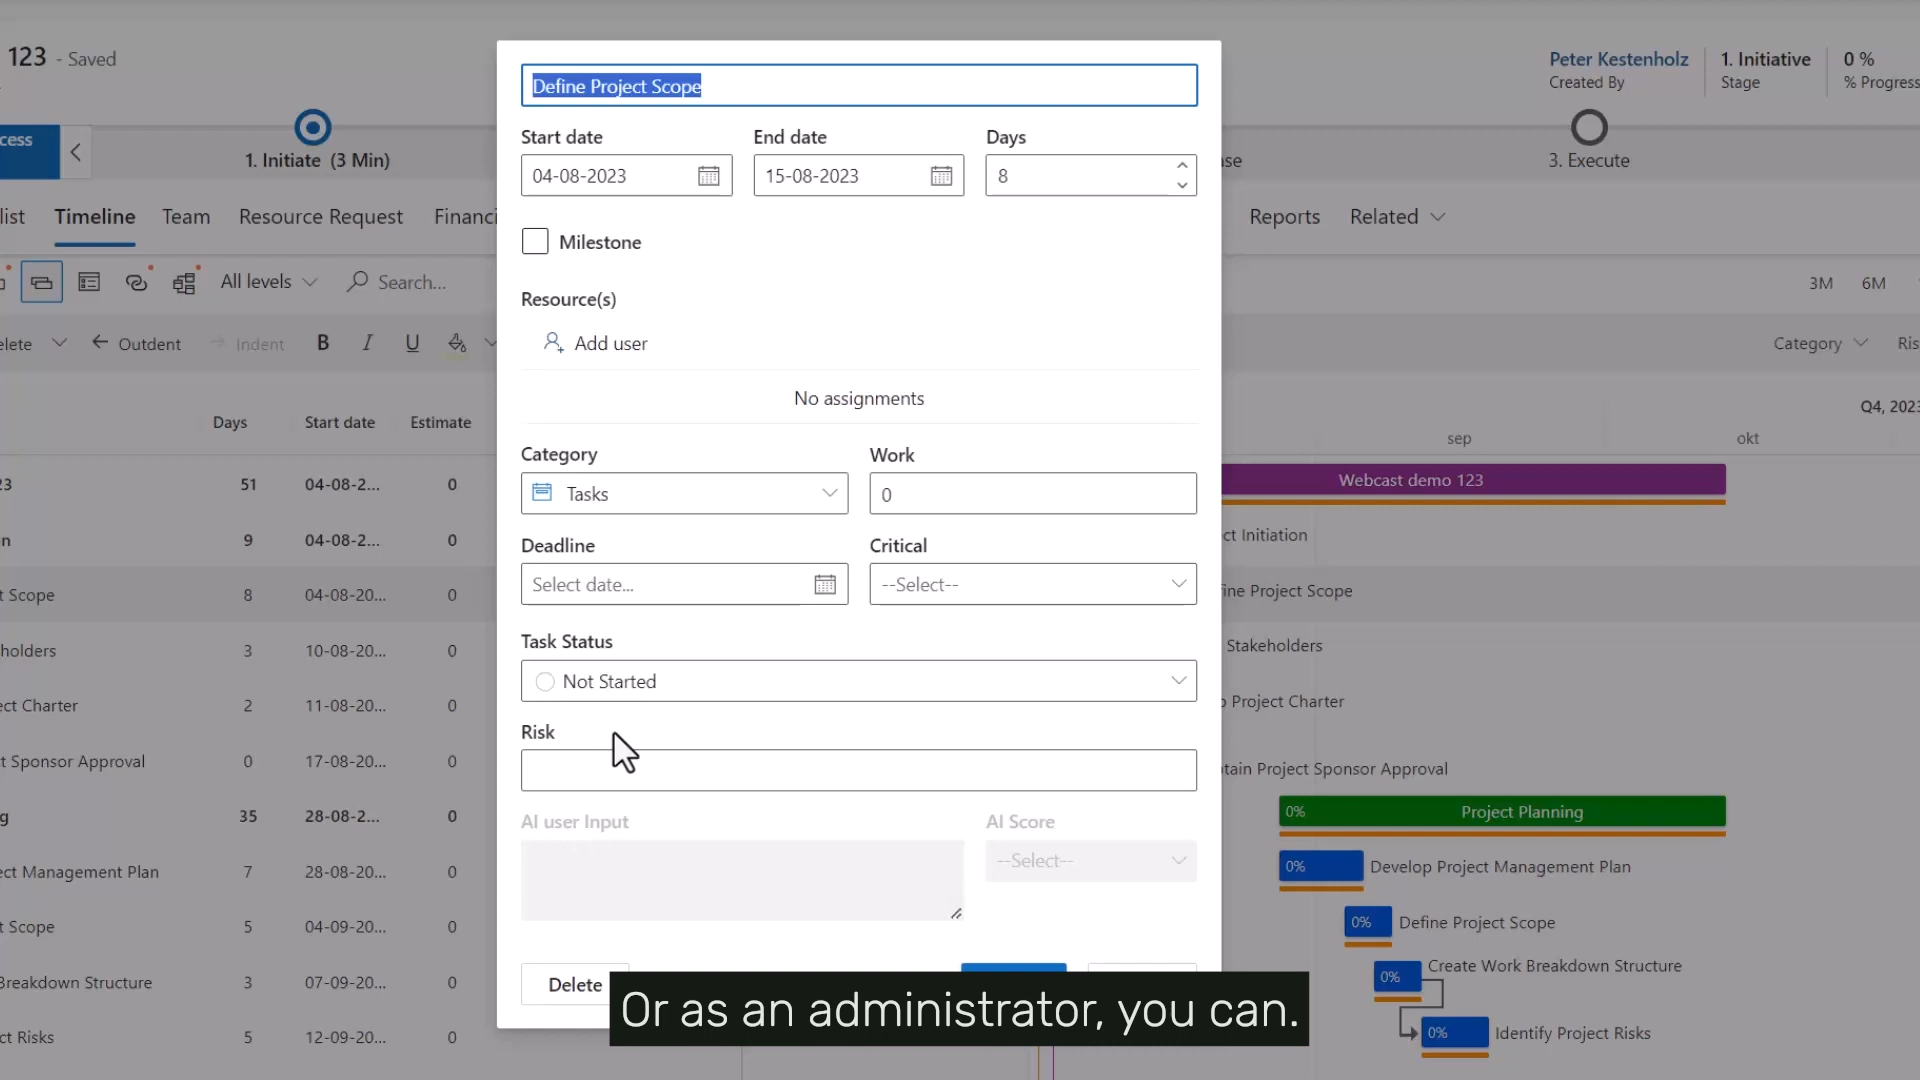 123 - Saved
Peter Kestenholz
Created By
1. Initiative
Stage
0 %
% Progress
cess
1. Initiate (3 Min)
3. Execute
list
Timeline
Team
Resource Request
Financi
Reports
Related
All levels
Search...
3M
6M
elete
Outdent
Indent
B
I
U
Category
Ris
Days
Start date
Estimate
23
51
04-08-2...
0
n
9
04-08-2...
0
t Scope
8
04-08-20...
0
holders
3
10-08-20...
0
ect Charter
2
11-08-20...
0
t Sponsor Approval
0
17-08-20...
0
g
35
28-08-2...
0
ect Management Plan
7
28-08-20...
0
t Scope
5
04-09-20...
0
Breakdown Structure
3
07-09-20...
0
ct Risks
5
12-09-20...
0
Define Project Scope
Start date
End date
Days
04-08-2023
15-08-2023
8
Milestone
Resource(s)
Add user
No assignments
Category
Work
Tasks
0
Deadline
Critical
Select date...
--Select--
Task Status
Not Started
Risk
AI user Input
AI Score
--Select--
Delete
Q4, 2023
sep
okt
Webcast demo 123
ct Initiation
fine Project Scope
Stakeholders
p Project Charter
tain Project Sponsor Approval
0%
Project Planning
0%
Develop Project Management Plan
0%
Define Project Scope
0%
Create Work Breakdown Structure
0%
Identify Project Risks
Or as an administrator, you can.